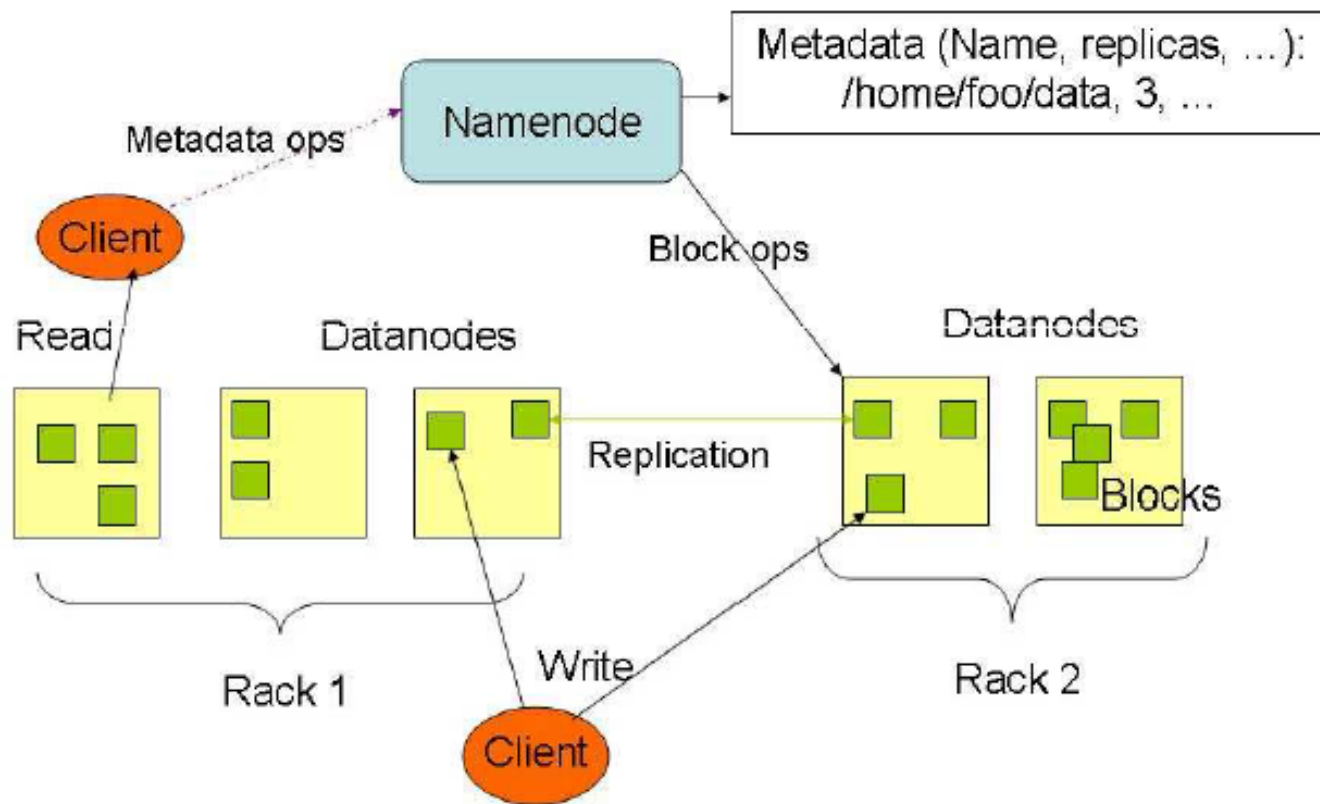 Metadata (Name, replicas, ...):
/home/foo/data, 3, ...
Namenode
Metadata ops
Client
Block ops
Read
Datanodes
Datanodes
Replication
Blocks
Rack 1
Write
Rack 2
Client